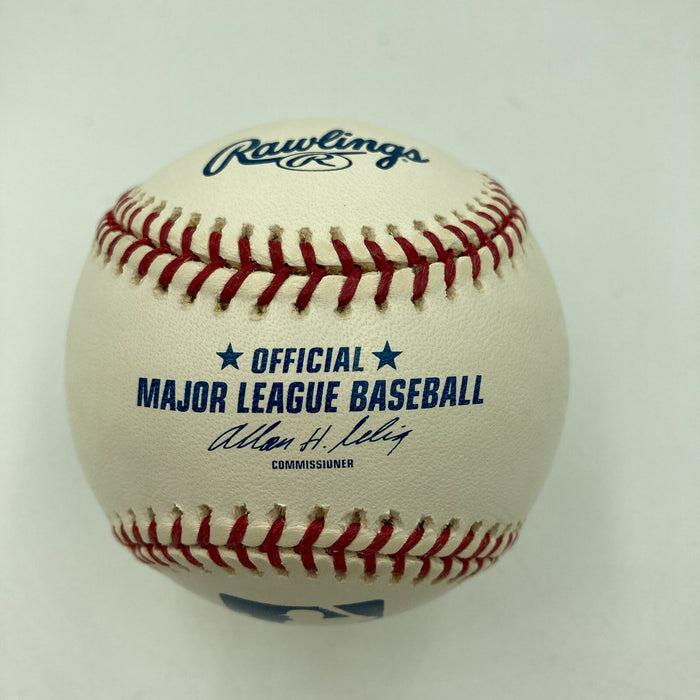 Rawlings
R
OFFICIAL
MAJOR LEAGUE BASEBALL
Allan H. Selig
COMMISSIONER